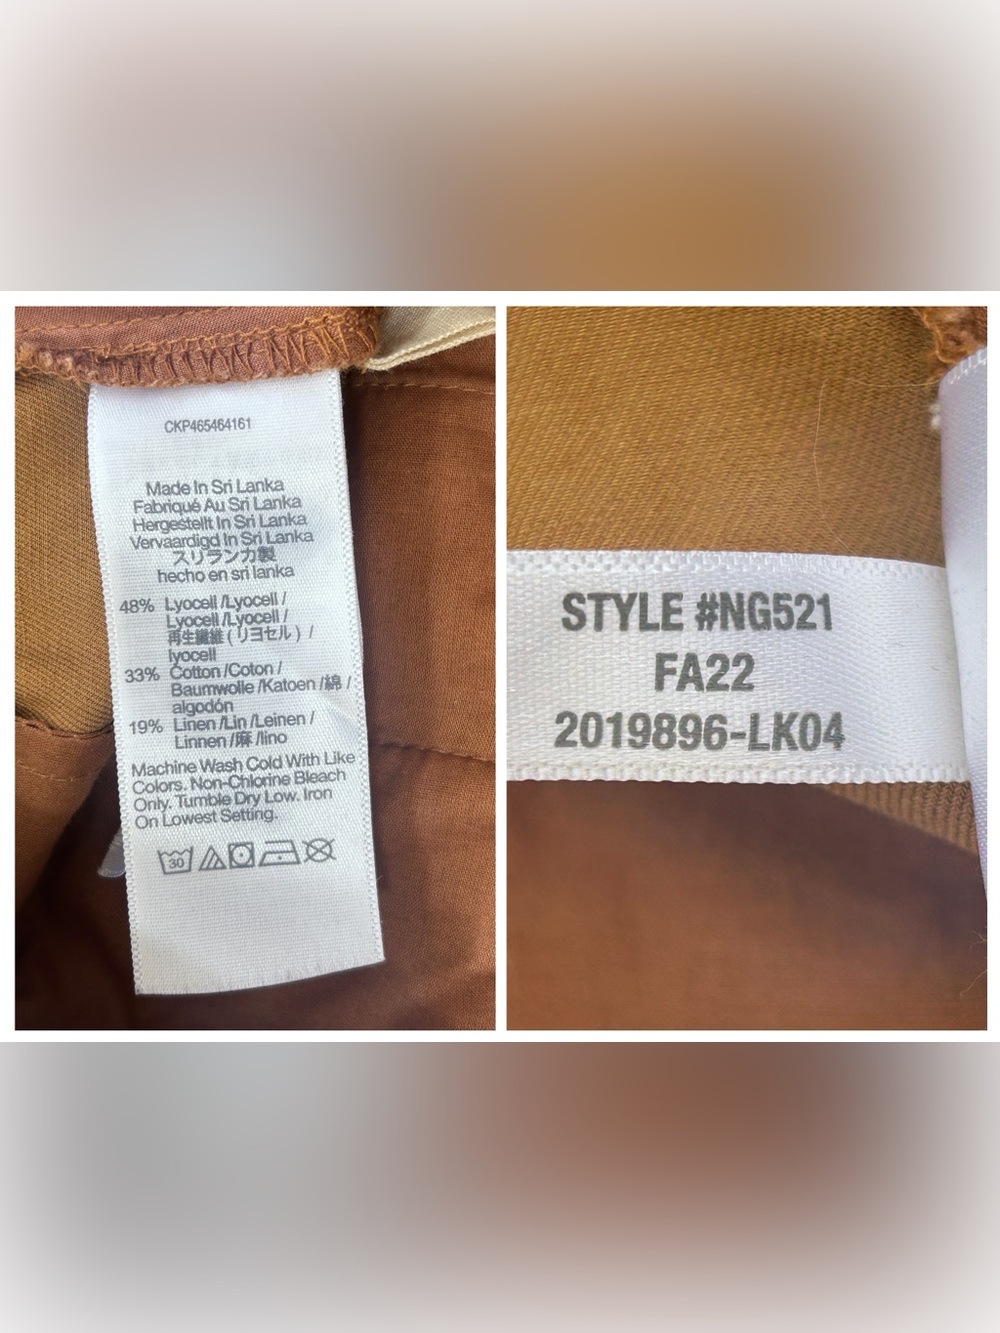 CKP465464161
Made In Sri Lanka
Fabriqué Au Sri Lanka
Hergestellt In Sri Lanka
Vervaardigd In Sri Lanka
スリランカ製
hecho en sri lanka
48% Lyocell /Lyocell /
Lyocell /Lyocell /
再生繊維 ( リヨセル ) /
lyocell
33% Cotton /Coton /
Baumwolle /Katoen /綿 /
algodón
19% Linen /Lin /Leinen /
Linnen /麻 /lino
Machine Wash Cold With Like
Colors. Non-Chlorine Bleach
Only. Tumble Dry Low. Iron
On Lowest Setting.
30
STYLE #NG521
FA22
2019896-LK04